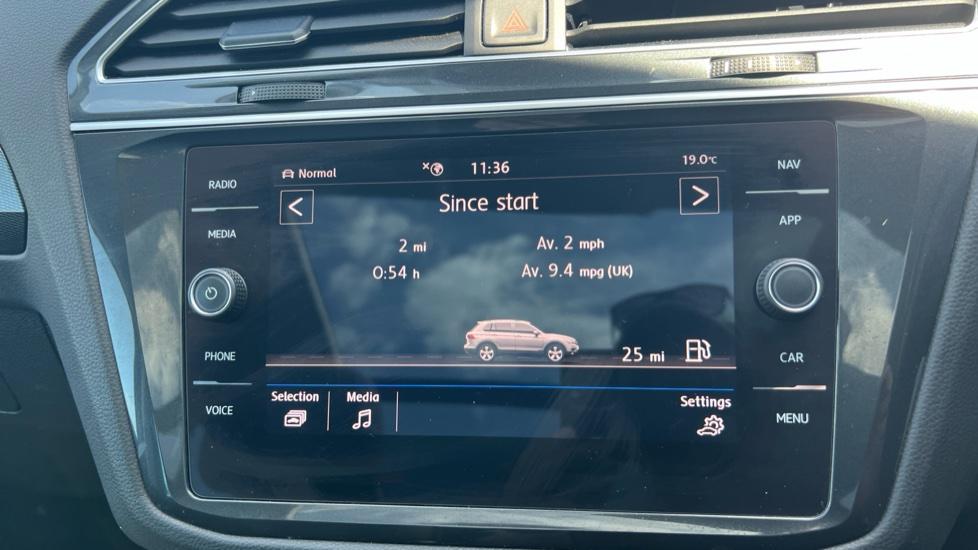 RADIO
MEDIA
PHONE
VOICE
Normal
11:36
19.0°C
<
Since start
>
2 mi
Av. 2 mph
0:54 h
Av. 9.4 mpg (UK)
25 mi
Selection
Media
Settings
NAV
APP
CAR
MENU